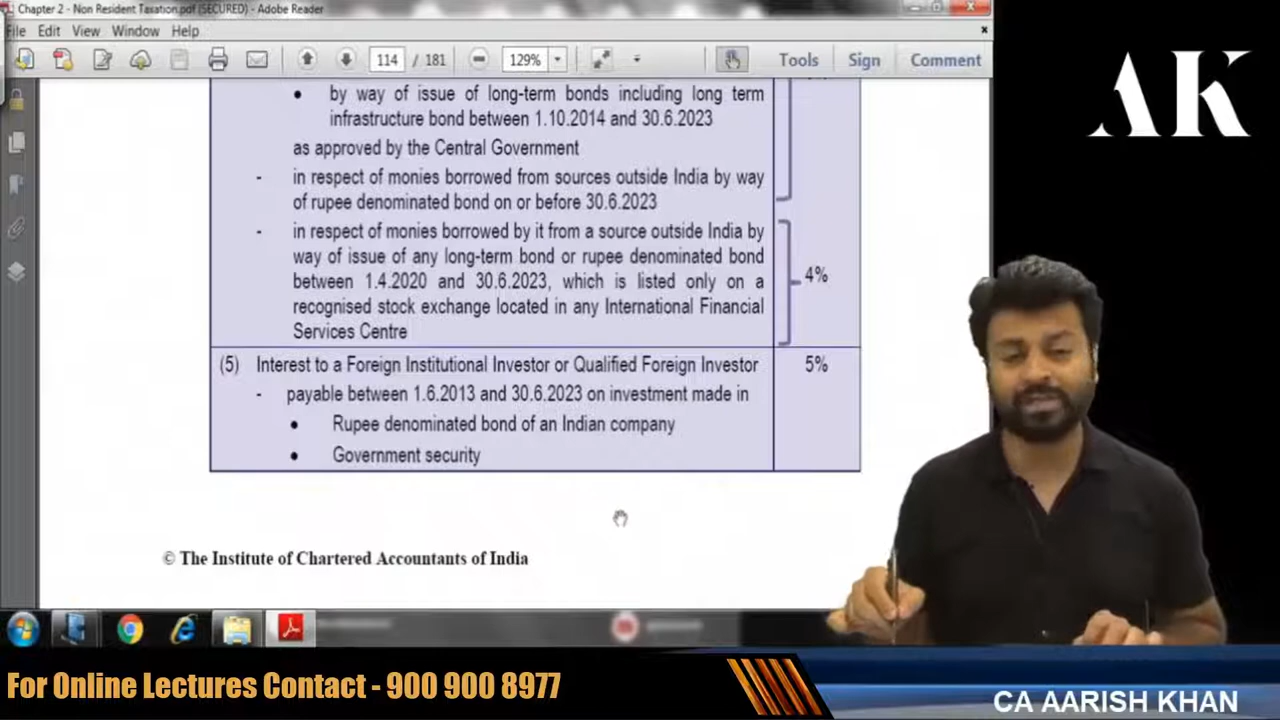 Chapter 2 - Non Resident Taxation.pdf (SECURED) - Adobe Reader
File Edit View Window Help
114 / 181 129% Tools Sign Comment
AK
• by way of issue of long-term bonds including long term
infrastructure bond between 1.10.2014 and 30.6.2023
as approved by the Central Government
- in respect of monies borrowed from sources outside India by way
of rupee denominated bond on or before 30.6.2023
- in respect of monies borrowed by it from a source outside India by
way of issue of any long-term bond or rupee denominated bond
between 1.4.2020 and 30.6.2023, which is listed only on a
recognised stock exchange located in any International Financial
Services Centre
4%
(5) Interest to a Foreign Institutional Investor or Qualified Foreign Investor 5%
- payable between 1.6.2013 and 30.6.2023 on investment made in
• Rupee denominated bond of an Indian company
• Government security
© The Institute of Chartered Accountants of India
For Online Lectures Contact - 900 900 8977
CA AARISH KHAN